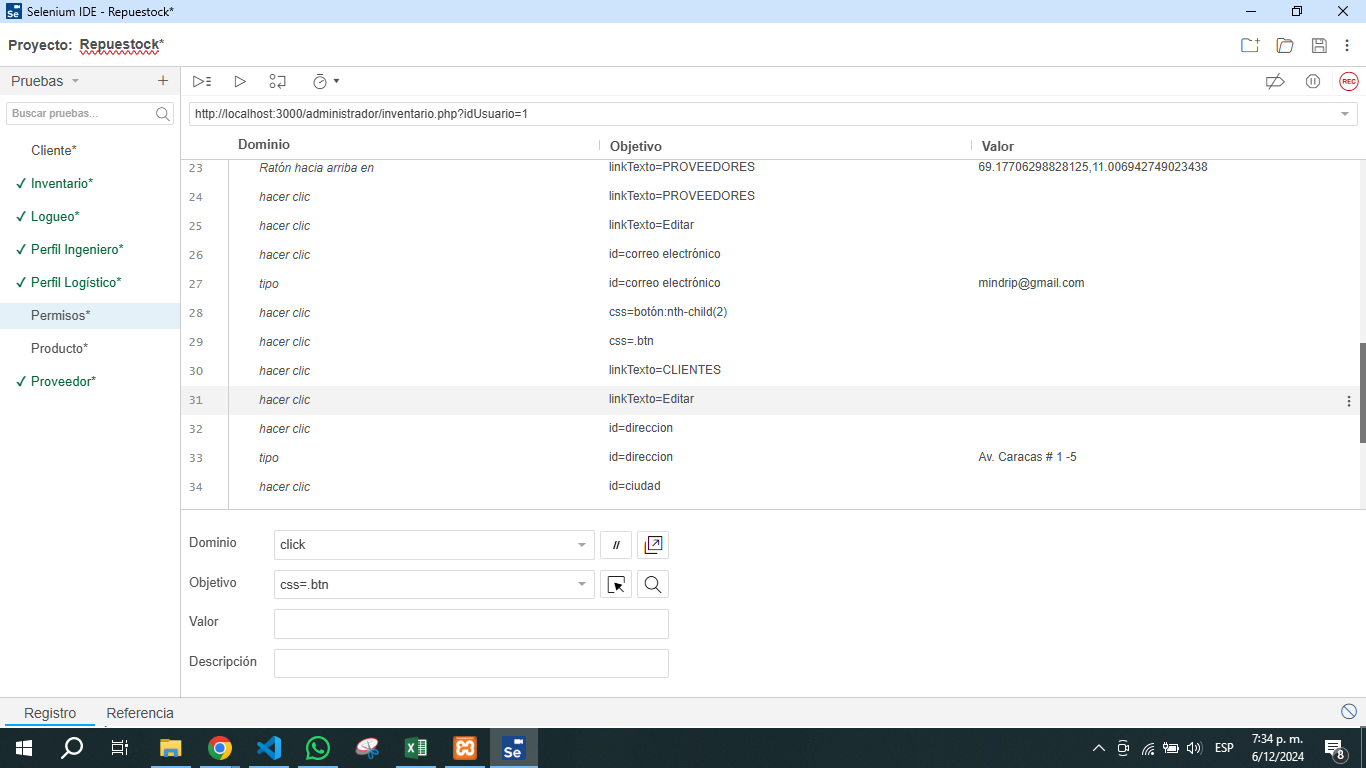 Selenium IDE - Repuestock*
Proyecto: Repuestock*
Pruebas
Buscar pruebas...
Cliente*
✓ Inventario*
✓ Logueo*
✓ Perfil Ingeniero*
✓ Perfil Logístico*
Permisos*
Producto*
✓ Proveedor*
REC
http://localhost:3000/administrador/inventario.php?idUsuario=1
Dominio Objetivo Valor
23 Ratón hacia arriba en linkTexto=PROVEEDORES 69.17706298828125,11.006942749023438
24 hacer clic linkTexto=PROVEEDORES
25 hacer clic linkTexto=Editar
26 hacer clic id=correo electrónico
27 tipo id=correo electrónico mindrip@gmail.com
28 hacer clic css=botón:nth-child(2)
29 hacer clic css=.btn
30 hacer clic linkTexto=CLIENTES
31 hacer clic linkTexto=Editar
32 hacer clic id=direccion
33 tipo id=direccion Av. Caracas # 1 -5
34 hacer clic id=ciudad
Dominio click //
Objetivo css=.btn
Valor
Descripción
Registro Referencia
Se
ESP
7:34 p. m.
6/12/2024
8